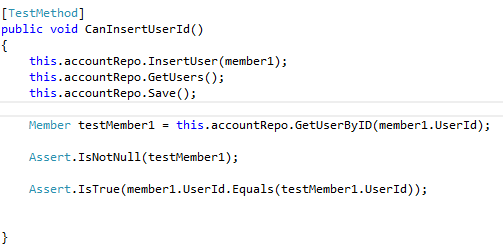 [TestMethod]
public void CanInsertUserId()
{
this.accountRepo.InsertUser(member1);
this.accountRepo.GetUsers();
this.accountRepo.Save();
Member testMember1 = this.accountRepo.GetUserByID(member1.UserId);
Assert.IsNotNull(testMember1);
Assert.IsTrue(member1.UserId.Equals(testMember1.UserId));
}